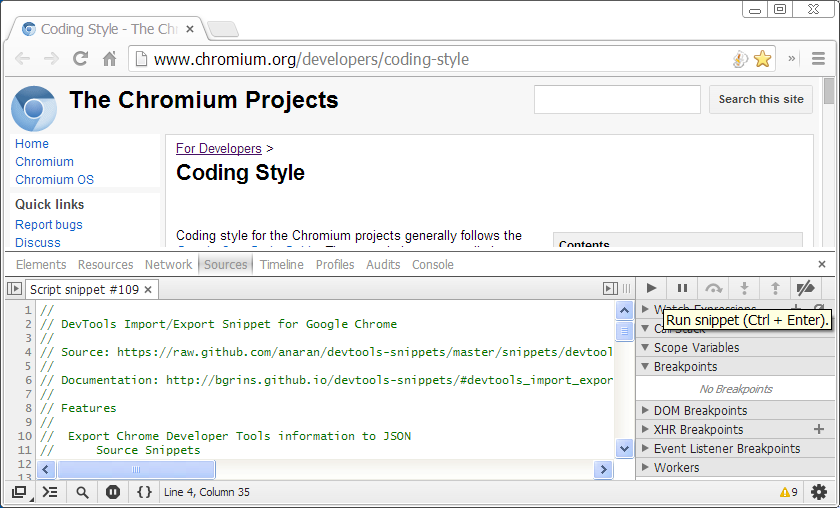 Coding Style - The Ch
www.chromium.org/developers/coding-style
The Chromium Projects
Search this site
Home
Chromium
Chromium OS
Quick links
Report bugs
Discuss
For Developers >
Coding Style
Coding style for the Chromium projects generally follows the
Contents
Elements Resources Network Sources Timeline Profiles Audits Console
Script snippet #109
1 //
2 // DevTools Import/Export Snippet for Google Chrome
3 //
4 // Source: https://raw.github.com/anaran/devtools-snippets/master/snippets/devtool
5 //
6 // Documentation: http://bgrins.github.io/devtools-snippets/#devtools_import_expor
7 //
8 // Features
9 //
10 // Export Chrome Developer Tools information to JSON
11 // Source Snippets
12
13
Watch Expressions
Run snippet (Ctrl + Enter).
Call Stack
Scope Variables
Breakpoints
No Breakpoints
DOM Breakpoints
XHR Breakpoints
Event Listener Breakpoints
Workers
{ } Line 4, Column 35
9